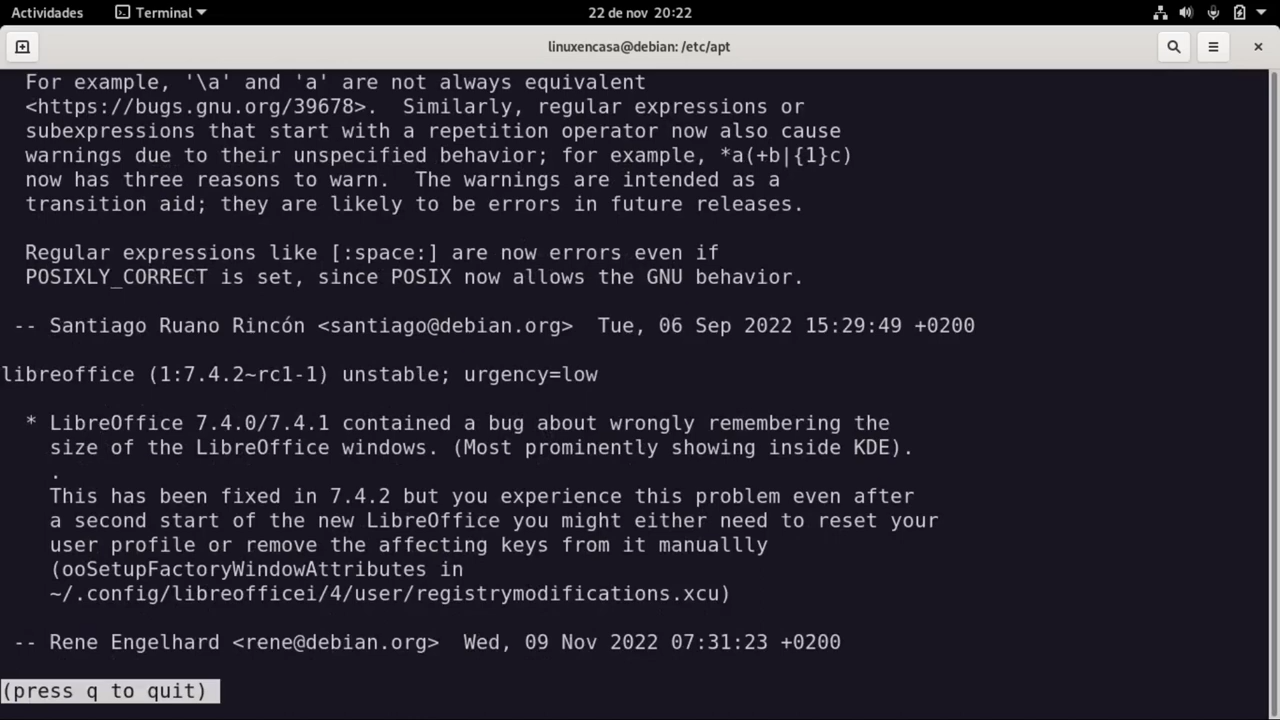 Actividades Terminal 22 de nov 20:22
linuxencasa@debian: /etc/apt
For example, '\a' and 'a' are not always equivalent
<https://bugs.gnu.org/39678>.  Similarly, regular expressions or
subexpressions that start with a repetition operator now also cause
warnings due to their unspecified behavior; for example, *a(+b|{1}c)
now has three reasons to warn.  The warnings are intended as a
transition aid; they are likely to be errors in future releases.
Regular expressions like [:space:] are now errors even if
POSIXLY_CORRECT is set, since POSIX now allows the GNU behavior.
-- Santiago Ruano Rincón <santiago@debian.org>  Tue, 06 Sep 2022 15:29:49 +0200
libreoffice (1:7.4.2~rc1-1) unstable; urgency=low
* LibreOffice 7.4.0/7.4.1 contained a bug about wrongly remembering the
size of the LibreOffice windows. (Most prominently showing inside KDE).
.
This has been fixed in 7.4.2 but you experience this problem even after
a second start of the new LibreOffice you might either need to reset your
user profile or remove the affecting keys from it manuallly
(ooSetupFactoryWindowAttributes in
~/.config/libreofficei/4/user/registrymodifications.xcu)
-- Rene Engelhard <rene@debian.org>  Wed, 09 Nov 2022 07:31:23 +0200
(press q to quit)